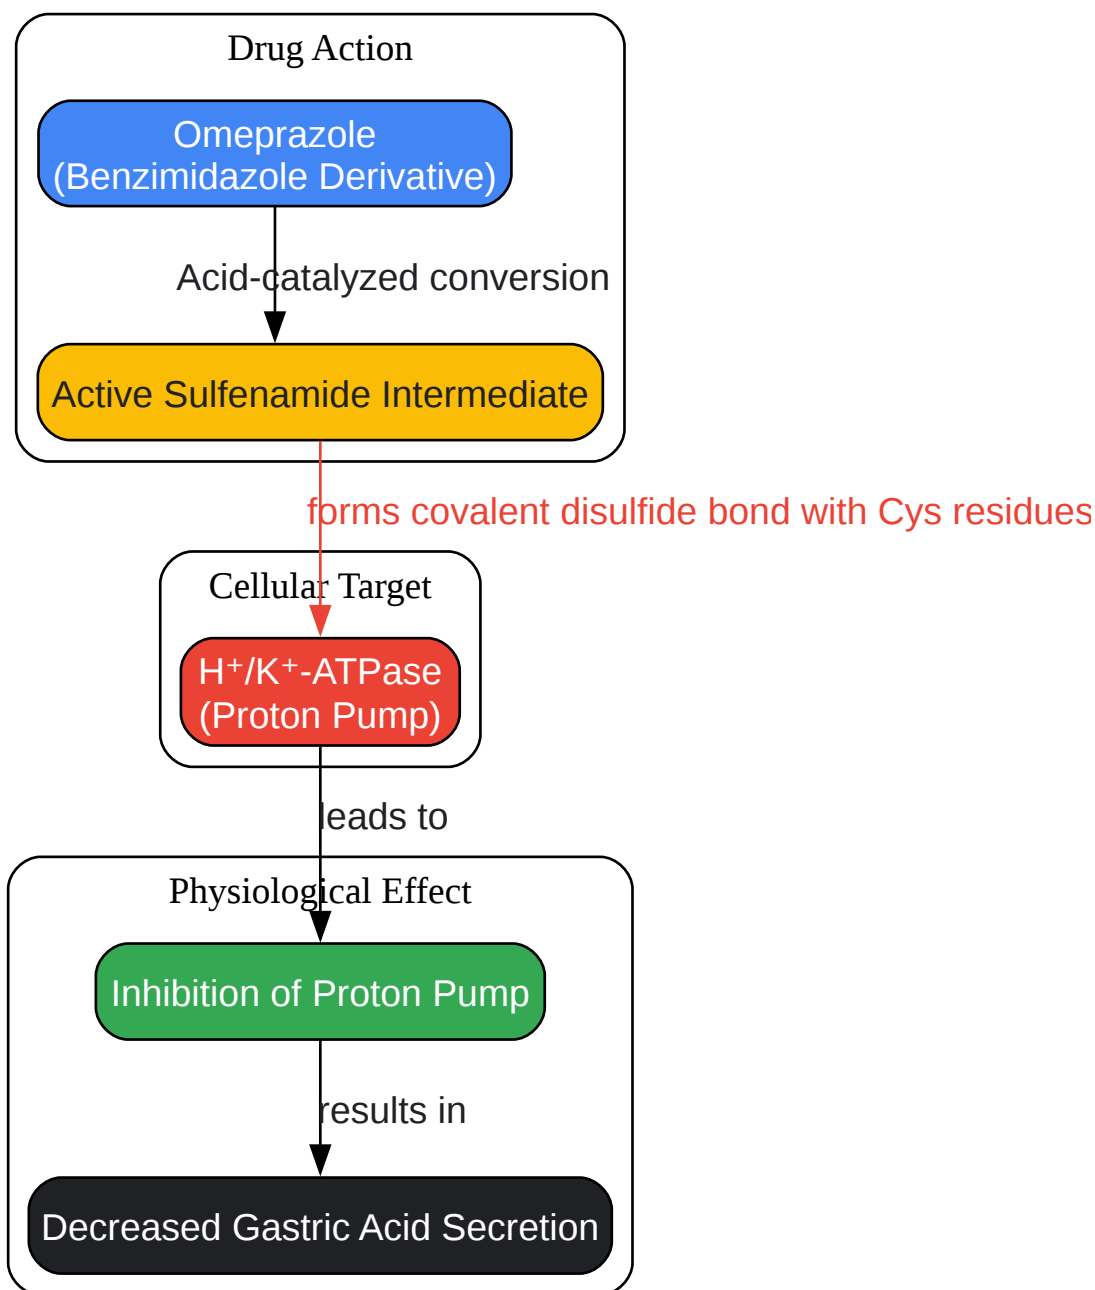 Drug Action
Omeprazole
(Benzimidazole Derivative)
Acid-catalyzed conversion
Active Sulfenamide Intermediate
forms covalent disulfide bond with Cys residues
Cellular Target
H⁺/K⁺-ATPase
(Proton Pump)
leads to
Physiological Effect
Inhibition of Proton Pump
results in
Decreased Gastric Acid Secretion